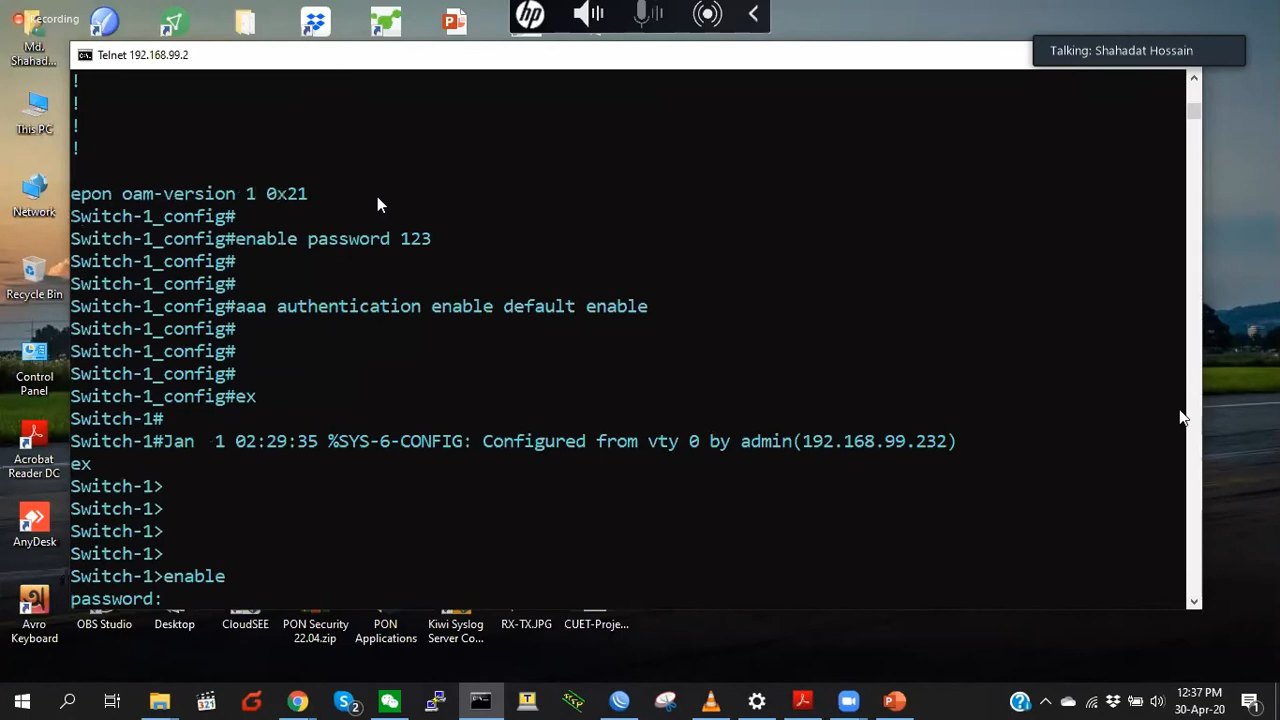 Recording
Md.
Shahad...
hp
Talking: Shahadat Hossain
Telnet 192.168.99.2
!
!
!
!
epon oam-version 1 0x21
Switch-1_config#
Switch-1_config#enable password 123
Switch-1_config#
Switch-1_config#
Switch-1_config#aaa authentication enable default enable
Switch-1_config#
Switch-1_config#
Switch-1_config#
Switch-1_config#ex
Switch-1#
Switch-1#Jan  1 02:29:35 %SYS-6-CONFIG: Configured from vty 0 by admin(192.168.99.232)
ex
Switch-1>
Switch-1>
Switch-1>
Switch-1>
Switch-1>enable
password:
This PC
Network
Recycle Bin
Control
Panel
Acrobat
Reader DC
AnyDesk
Avro
Keyboard
OBS Studio
Desktop
CloudSEE
PON Security
22.04.zip
PON
Applications
Kiwi Syslog
Server Co...
RX-TX.JPG
CUET-Proje...
12:37 PM
30-Apr-20